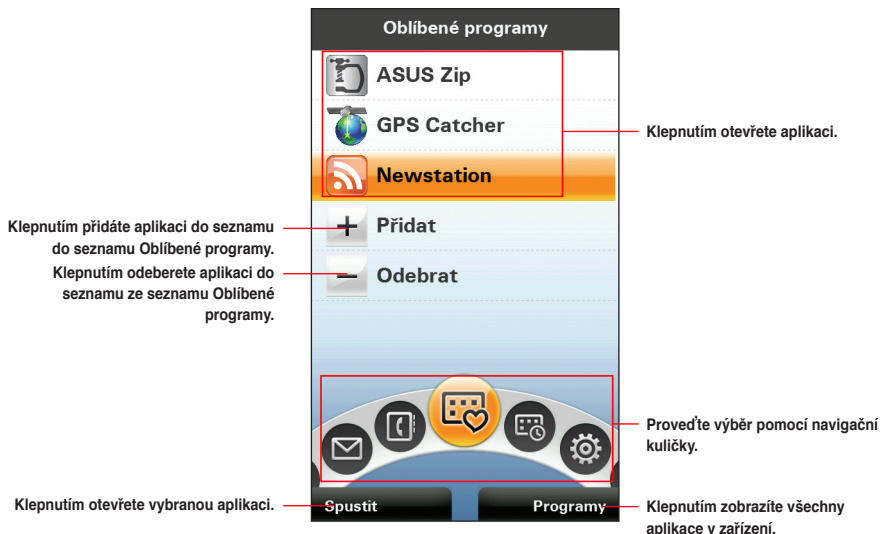 Oblíbené programy
ASUS Zip
GPS Catcher
Klepnutím otevřete aplikaci.
Newstation
Klepnutím přidáte aplikaci do seznamu
do seznamu Oblíbené programy.
Přidat
Klepnutím odeberete aplikaci do
seznamu ze seznamu Oblíbené
programy.
Odebrat
Proveďte výběr pomocí navigační
kuličky.
Klepnutím otevřete vybranou aplikaci.
Spustit
Programy
Klepnutím zobrazíte všechny
aplikace v zařízení.